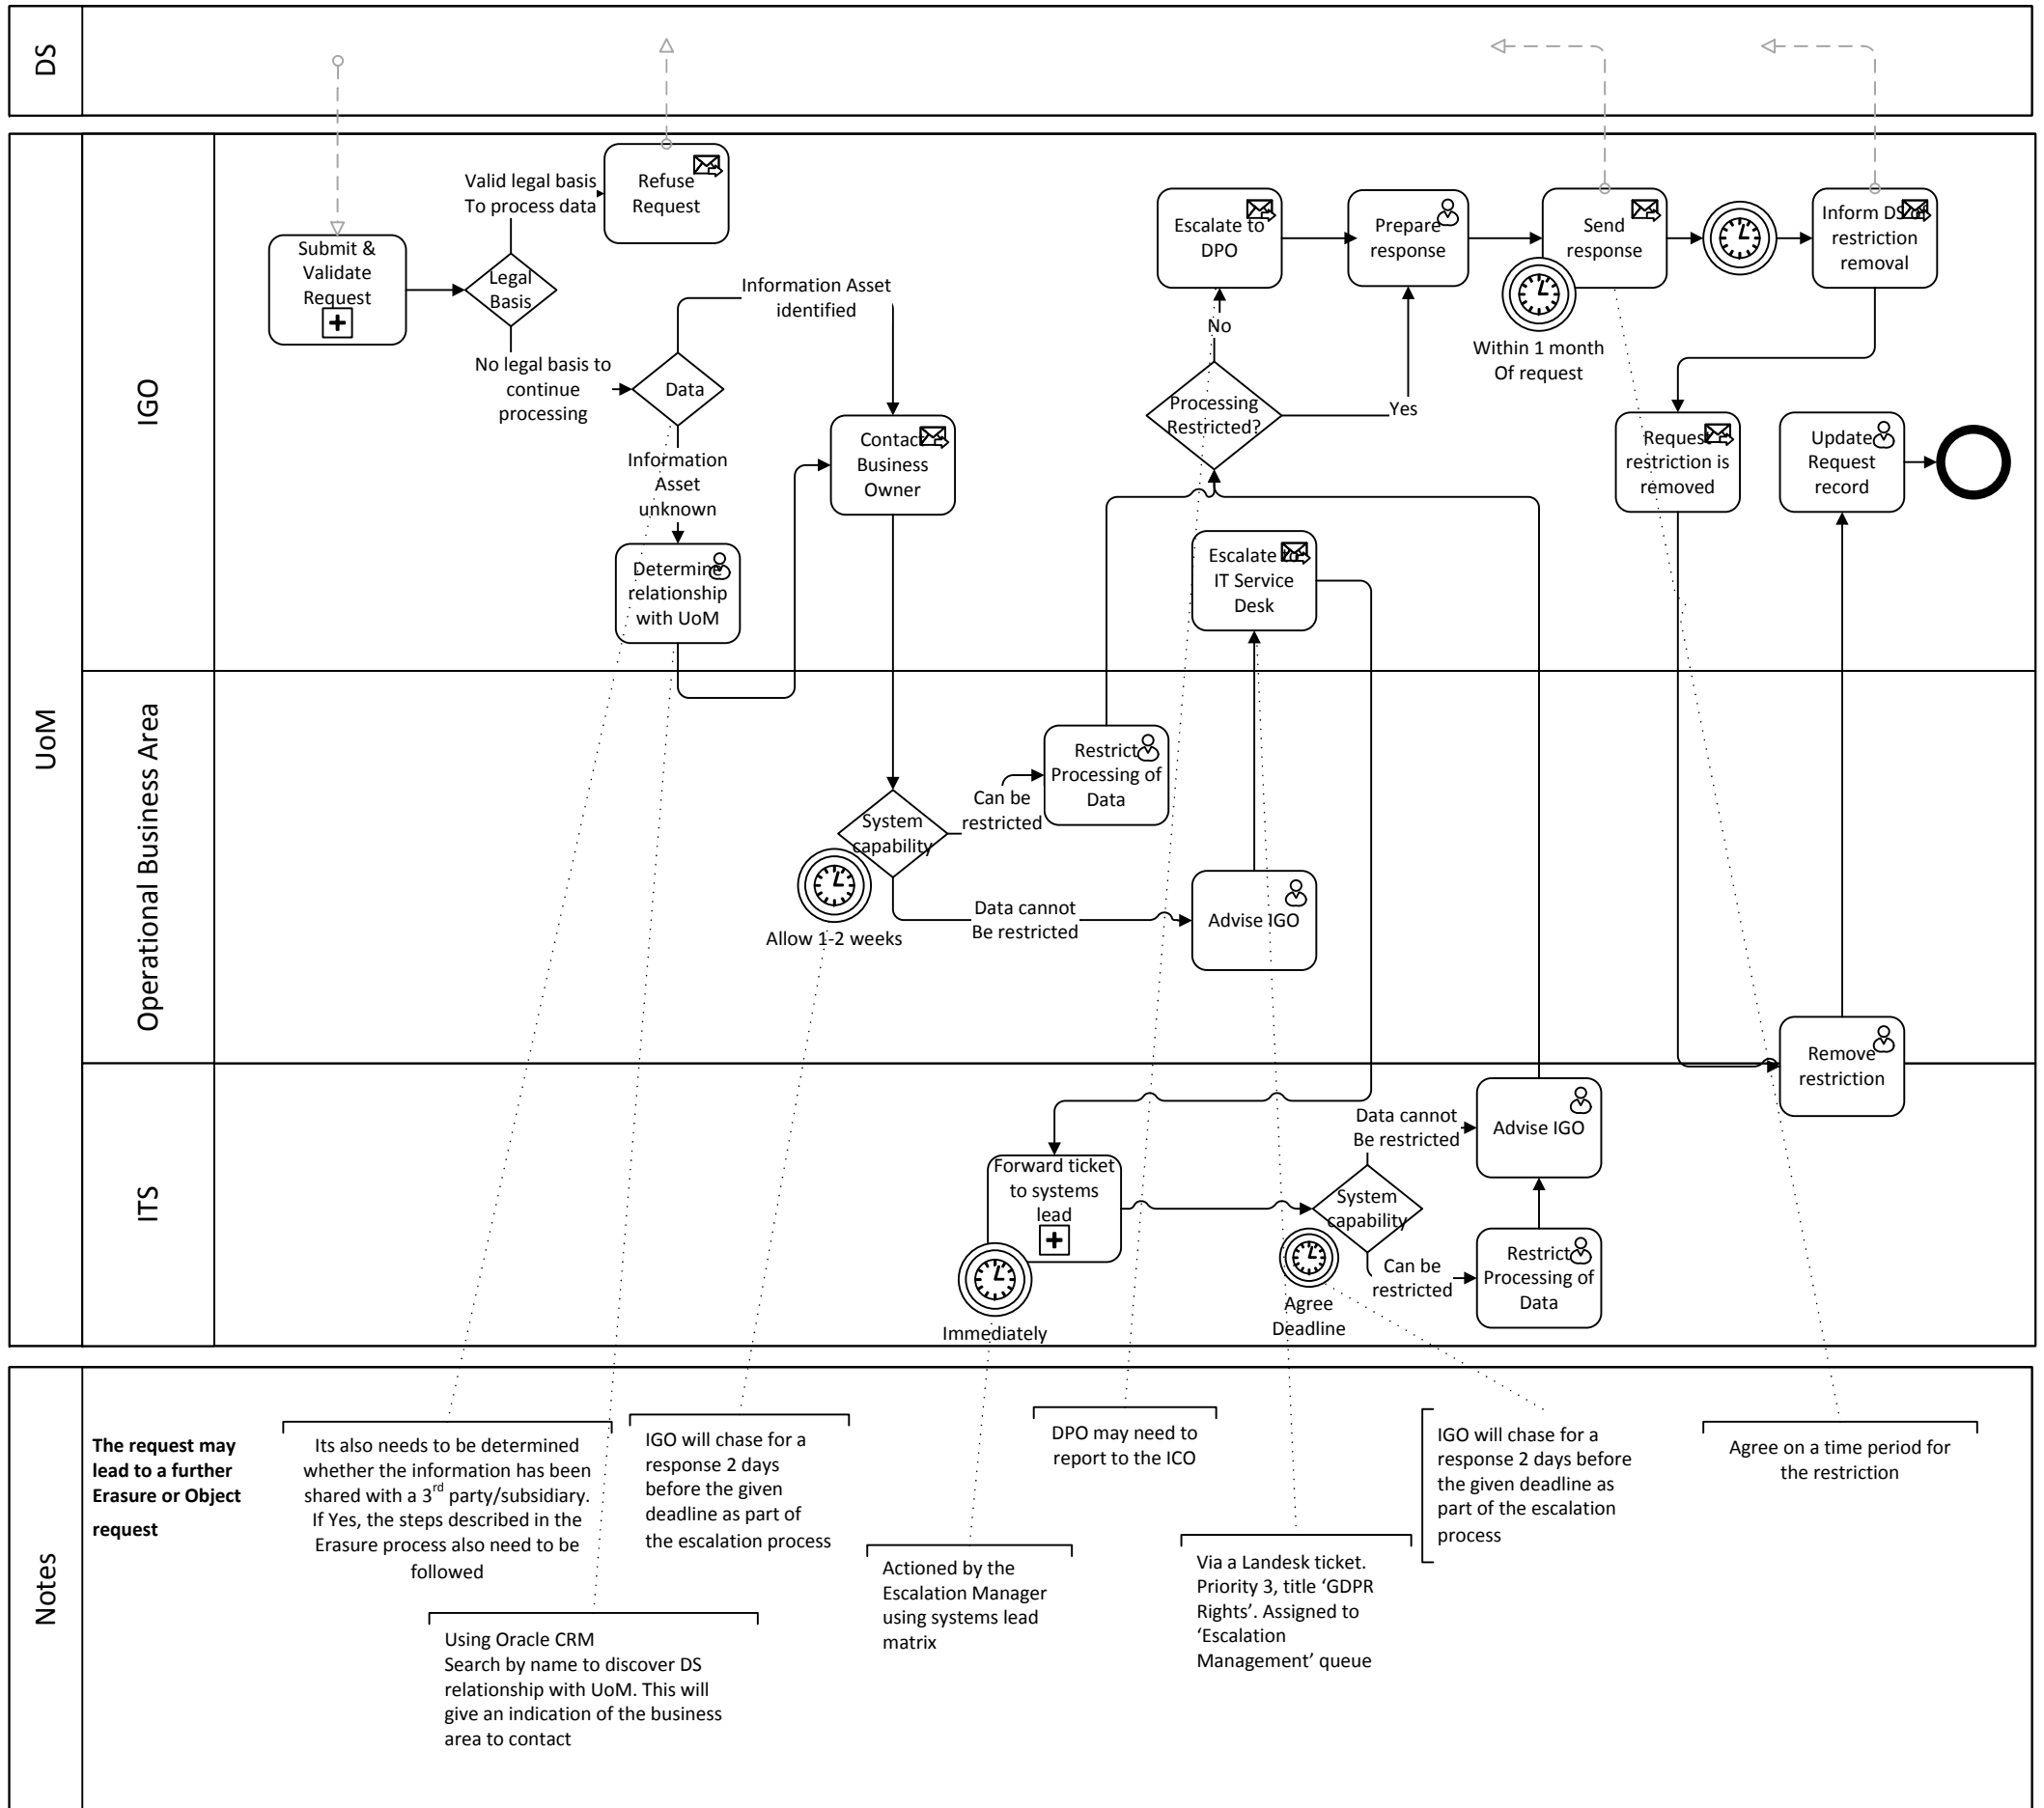 DS
UoM
IGO
Operational Business Area
ITS
Notes
Submit &
Validate
Request
Legal
Basis
Valid legal basis
To process data
Refuse
Request
No legal basis to
continue
processing
Data
Information Asset
identified
Information
Asset
unknown
Determine
relationship
with UoM
Contact
Business
Owner
Escalate to
DPO
Prepare
response
Send
response
Within 1 month
Of request
Inform DS of
restriction
removal
No
Processing
Restricted?
Yes
Request
restriction is
removed
Update
Request
record
Escalate to
IT Service
Desk
System
capability
Allow 1-2 weeks
Can be
restricted
Restrict
Processing of
Data
Data cannot
Be restricted
Advise IGO
Remove
restriction
Forward ticket
to systems
lead
Immediately
System
capability
Agree
Deadline
Data cannot
Be restricted
Advise IGO
Can be
restricted
Restrict
Processing of
Data
The request may
lead to a further
Erasure or Object
request
Its also needs to be determined
whether the information has been
shared with a 3rd party/subsidiary.
If Yes, the steps described in the
Erasure process also need to be
followed
Using Oracle CRM
Search by name to discover DS
relationship with UoM. This will
give an indication of the business
area to contact
IGO will chase for a
response 2 days
before the given
deadline as part of
the escalation process
Actioned by the
Escalation Manager
using systems lead
matrix
DPO may need to
report to the ICO
Via a Landesk ticket.
Priority 3, title ‘GDPR
Rights’. Assigned to
‘Escalation
Management’ queue
IGO will chase for a
response 2 days before
the given deadline as
part of the escalation
process
Agree on a time period for
the restriction